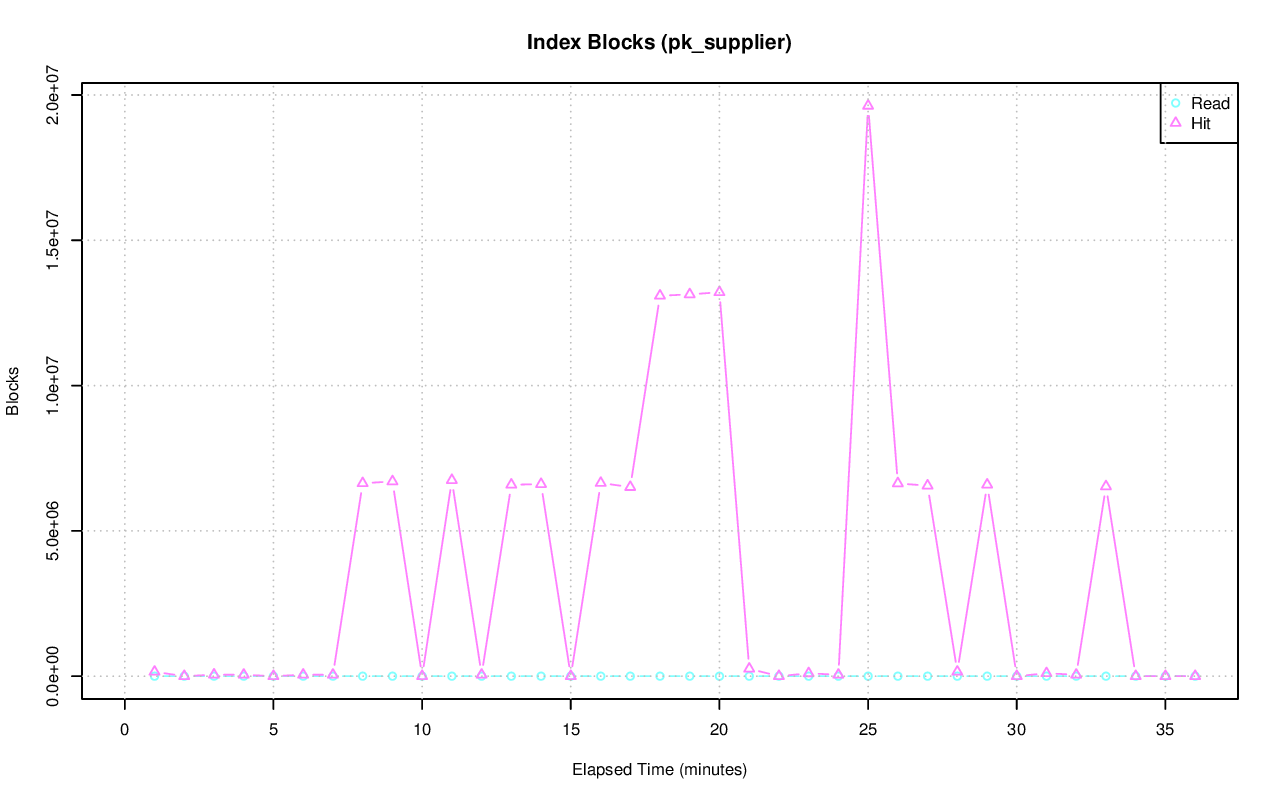 Index Blocks (pk_supplier)
Read
Hit
Blocks
2.0e+07
1.5e+07
1.0e+07
5.0e+06
0.0e+00
0 5 10 15 20 25 30 35
Elapsed Time (minutes)